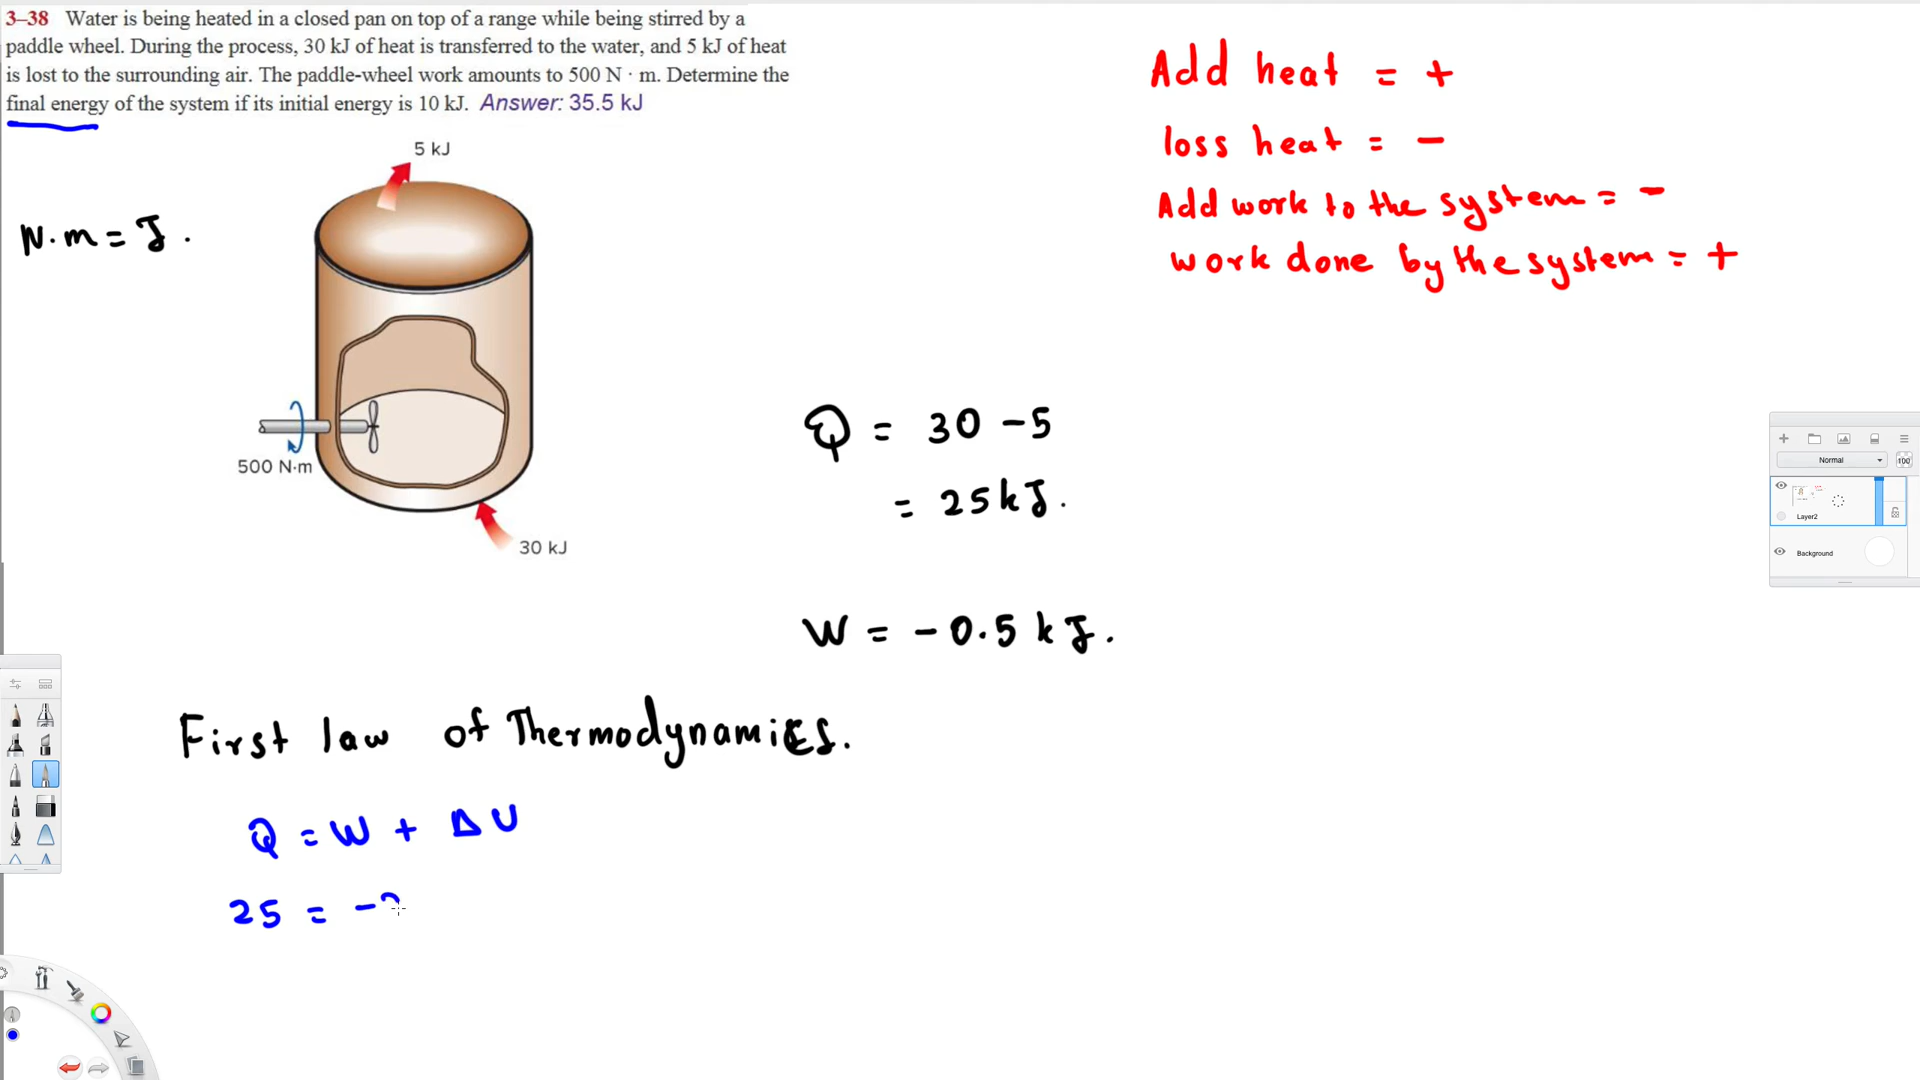 3–38 Water is being heated in a closed pan on top of a range while being stirred by a
paddle wheel. During the process, 30 kJ of heat is transferred to the water, and 5 kJ of heat
is lost to the surrounding air. The paddle-wheel work amounts to 500 N · m. Determine the
final energy of the system if its initial energy is 10 kJ. Answer: 35.5 kJ
Add heat = +
loss heat = -
Add work to the system = -
work done by the system = +
5 kJ
N.m = J.
500 N·m
30 kJ
Q = 30 - 5
= 25 kJ.
W = - 0.5 kJ.
First law of Thermodynamics.
Q = W + ΔU
25 = -
Normal
100
Layer2
Background